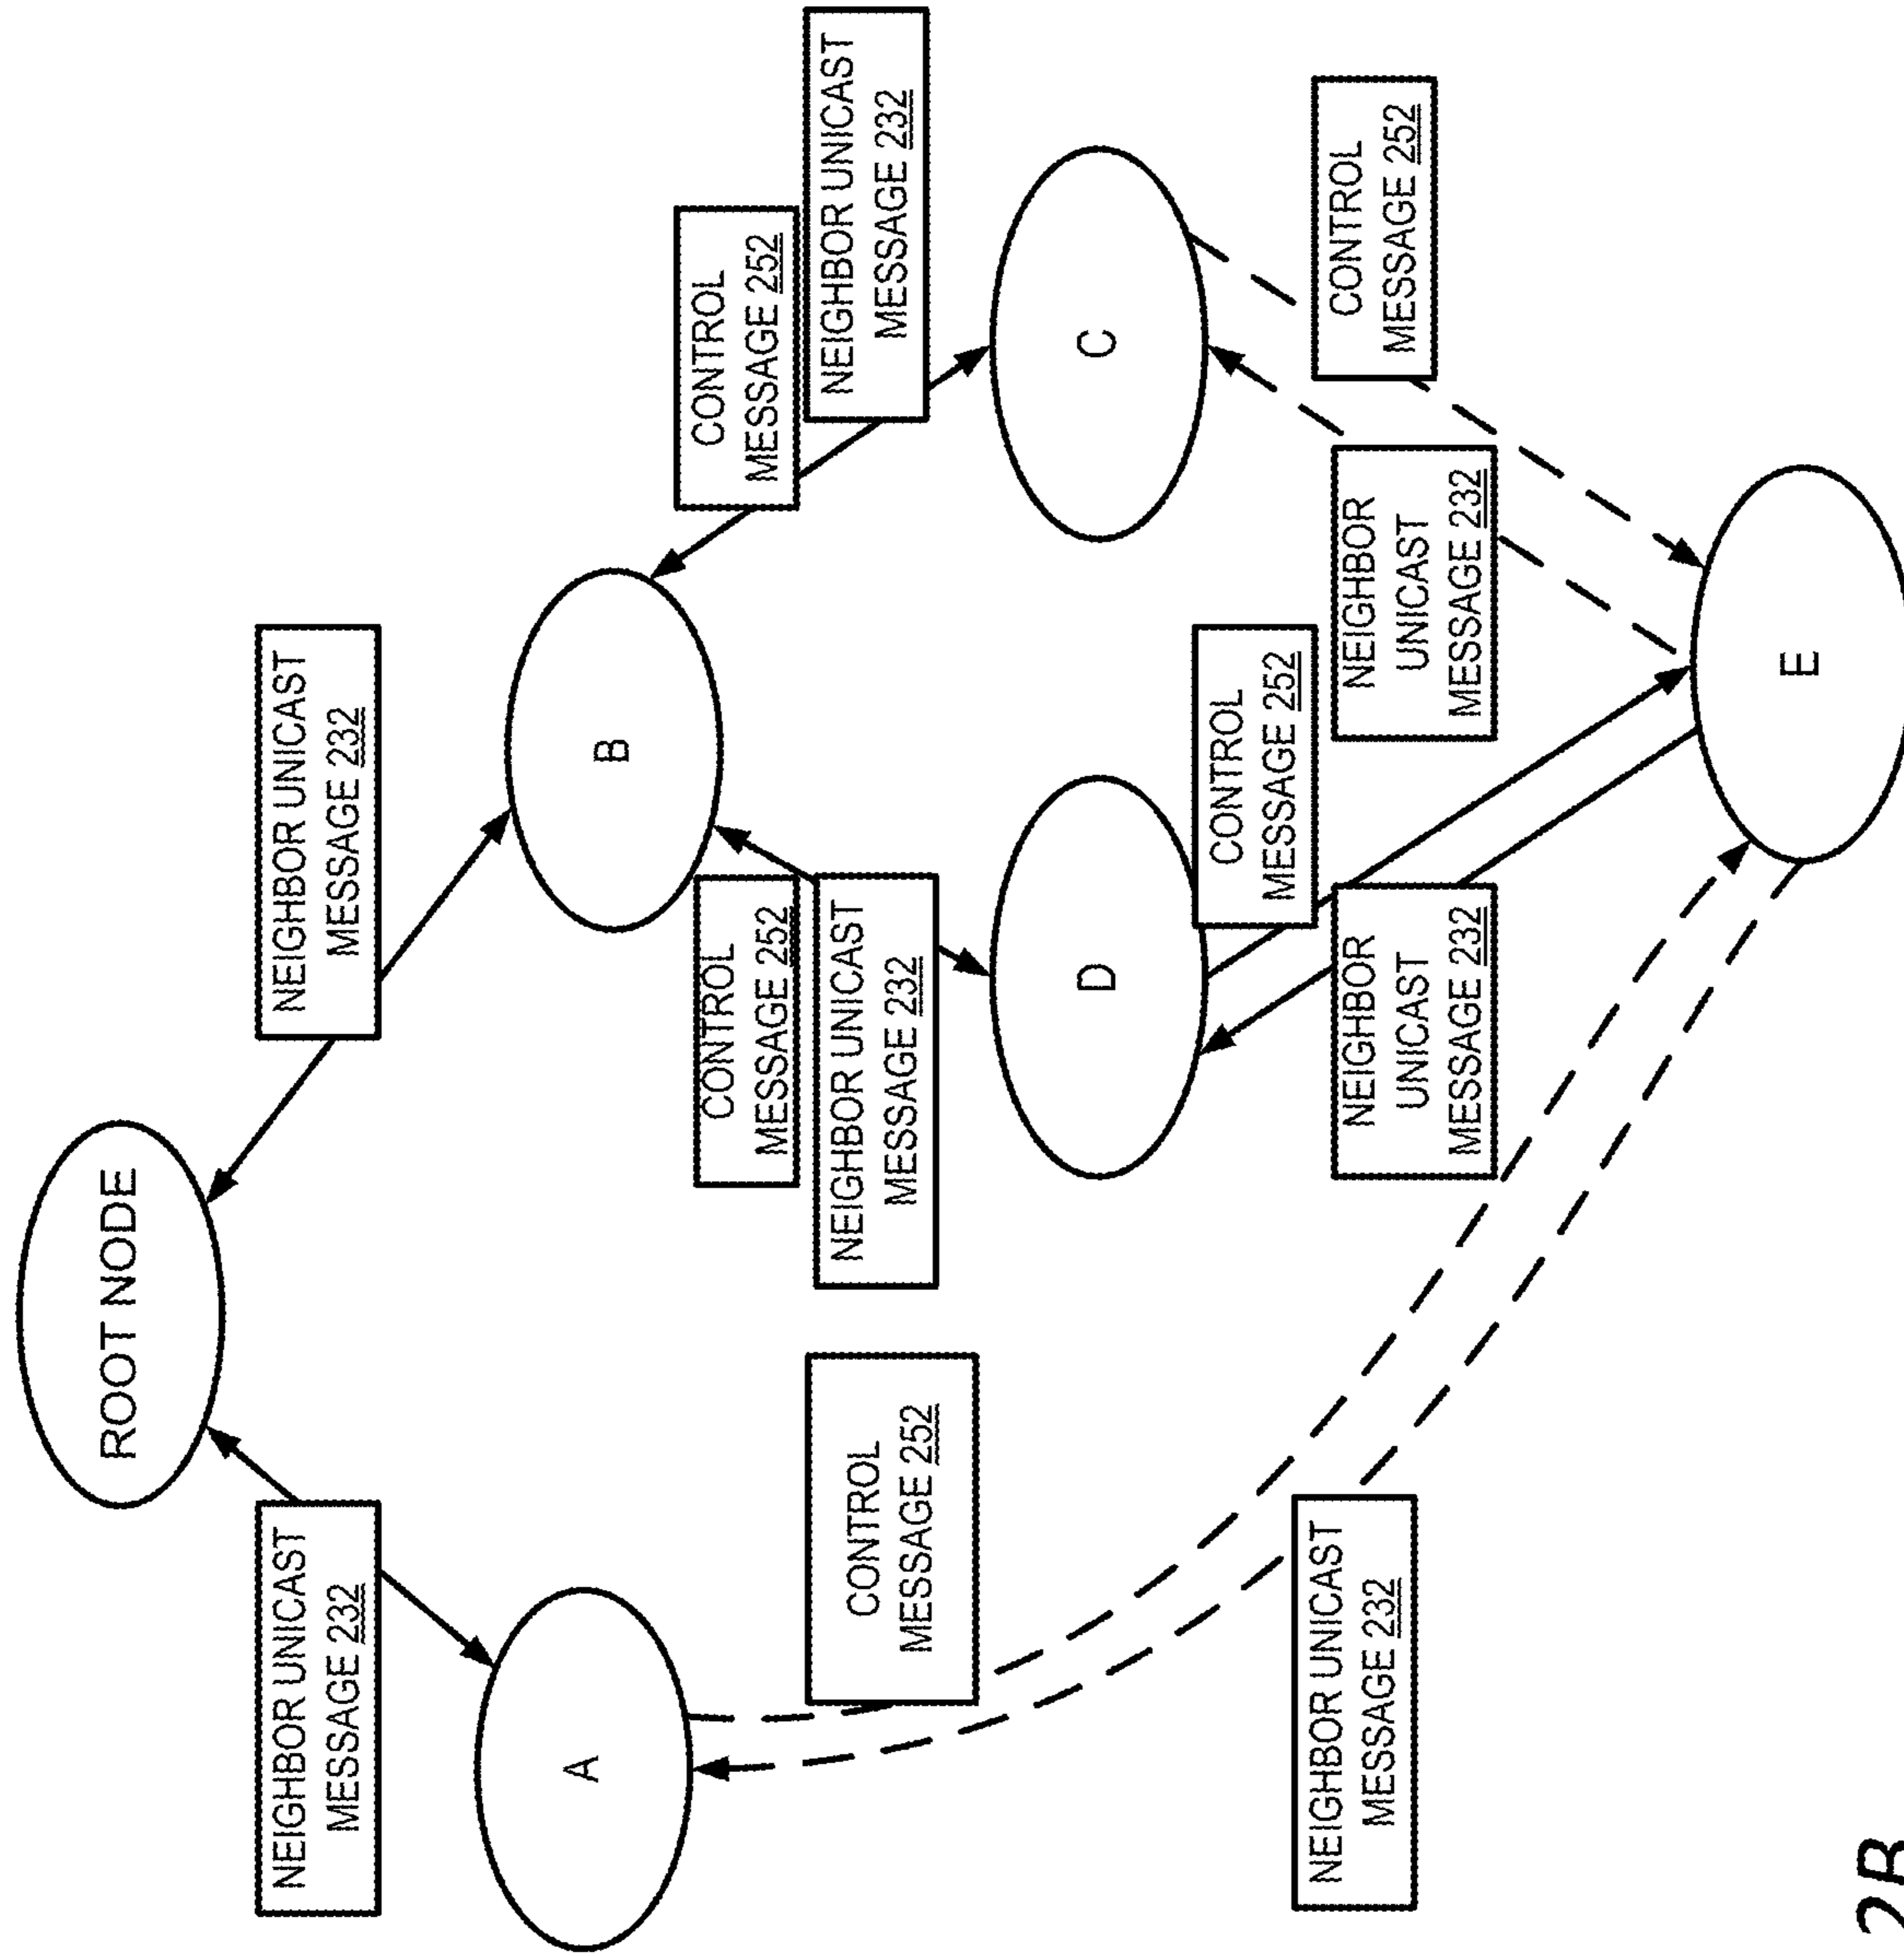 ROOT NODE
NEIGHBOR UNICAST
MESSAGE 232
NEIGHBOR UNICAST
MESSAGE 232
A
B
CONTROL
MESSAGE 252
NEIGHBOR UNICAST
MESSAGE 232
CONTROL
MESSAGE 252
NEIGHBOR UNICAST
MESSAGE 232
CONTROL
MESSAGE 252
D
C
CONTROL
MESSAGE 252
CONTROL
MESSAGE 252
NEIGHBOR UNICAST
MESSAGE 232
NEIGHBOR
UNICAST
MESSAGE 232
NEIGHBOR
UNICAST
MESSAGE 232
E
2B